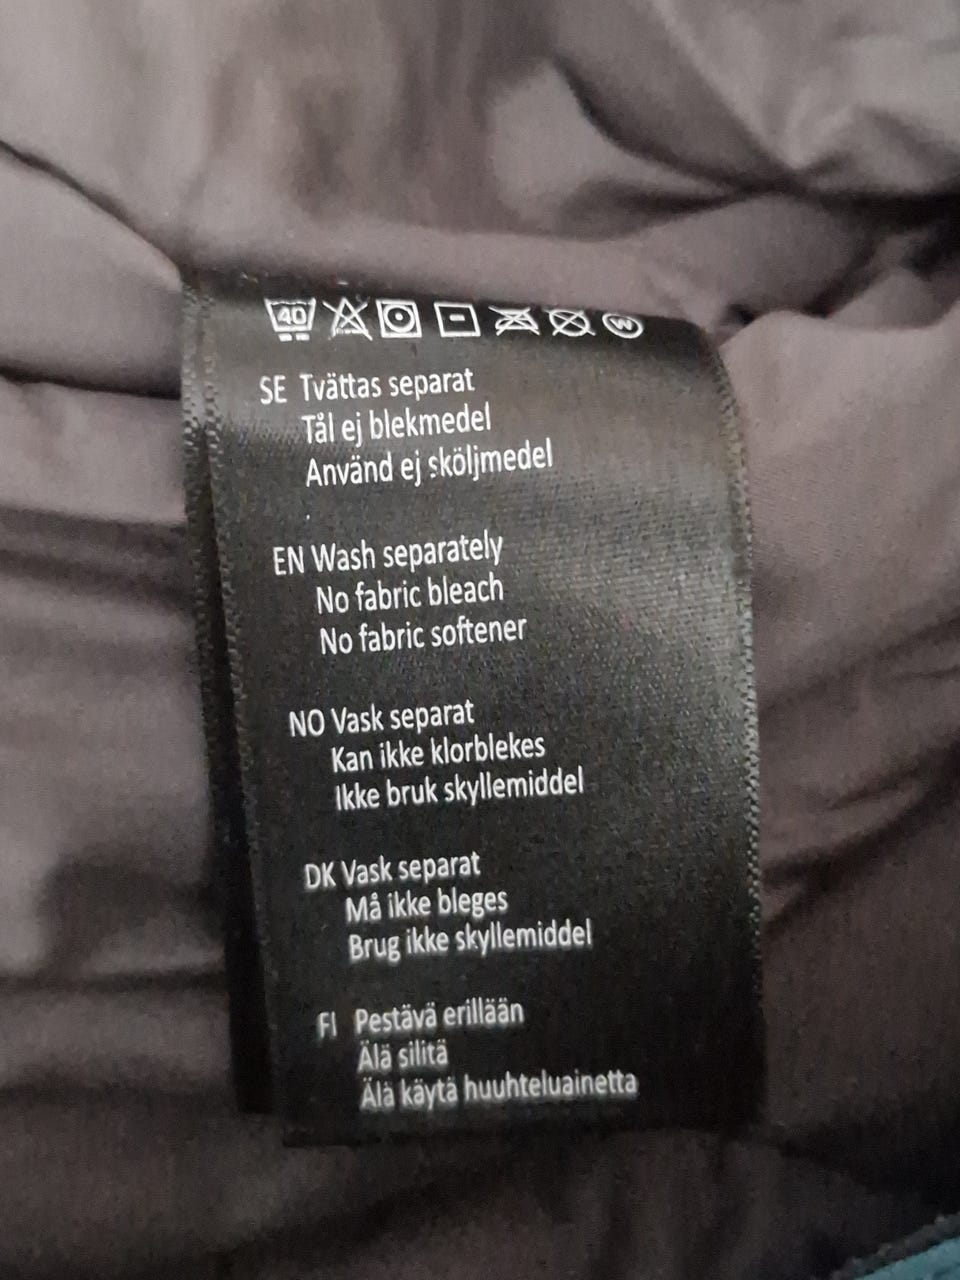 40 W
SE Tvättas separat
Tål ej blekmedel
Använd ej sköljmedel
EN Wash separately
No fabric bleach
No fabric softener
NO Vask separat
Kan ikke klorblekes
Ikke bruk skyllemiddel
DK Vask separat
Må ikke bleges
Brug ikke skyllemiddel
FI Pestävä erillään
Älä silitä
Älä käytä huuhteluainetta